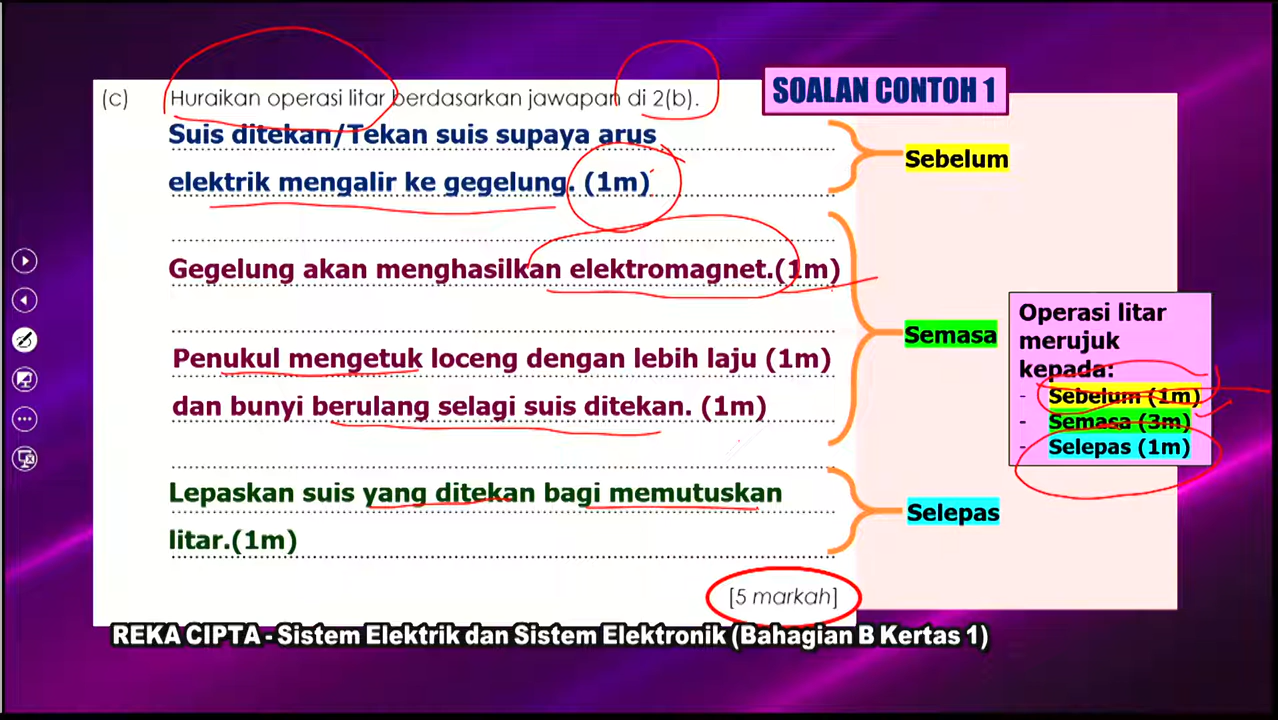 SOALAN CONTOH 1
(c) Huraikan operasi litar berdasarkan jawapan di 2(b).
Suis ditekan/Tekan suis supaya arus
elektrik mengalir ke gegelung. (1m)
Sebelum
Gegelung akan menghasilkan elektromagnet.(1m)
Penukul mengetuk loceng dengan lebih laju (1m)
dan bunyi berulang selagi suis ditekan. (1m)
Semasa
Lepaskan suis yang ditekan bagi memutuskan
litar.(1m)
Selepas
[5 markah]
Operasi litar
merujuk
kepada:
- Sebelum (1m)
- Semasa (3m)
- Selepas (1m)
REKA CIPTA - Sistem Elektrik dan Sistem Elektronik (Bahagian B Kertas 1)